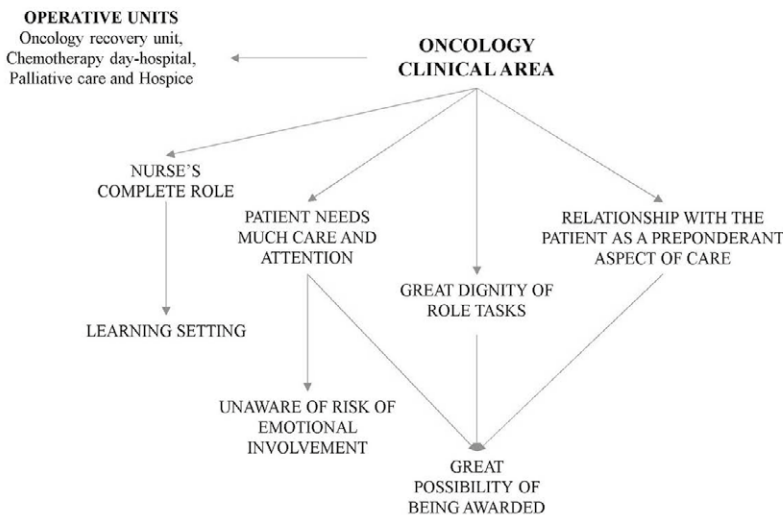 OPERATIVE UNITS
Oncology recovery unit,
Chemotherapy day-hospital,
Palliative care and Hospice
ONCOLOGY
CLINICAL AREA
NURSE'S
COMPLETE ROLE
PATIENT NEEDS
MUCH CARE AND
ATTENTION
RELATIONSHIP WITH THE
PATIENT AS A PREPONDERANT
ASPECT OF CARE
GREAT DIGNITY OF
ROLE TASKS
LEARNING SETTING
UNAWARE OF RISK OF
EMOTIONAL
INVOLVEMENT
GREAT
POSSIBILITY OF
BEING AWARDED